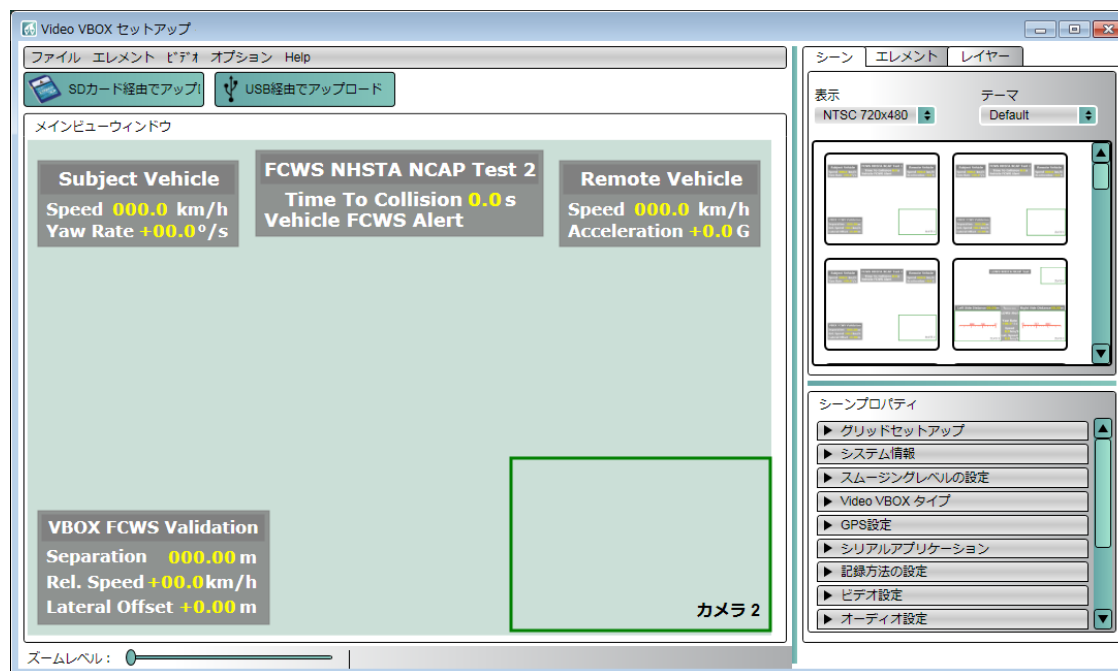 Video VBOX セットアップ
ファイル エレメント ビデオ オプション Help
SDカード経由でアップl
USB経由でアップロード
メインビューウィンドウ
Subject Vehicle
Speed 000.0 km/h
Yaw Rate +00.0º/s
FCWS NHSTA NCAP Test 2
Time To Collision 0.0 s
Vehicle FCWS Alert
Remote Vehicle
Speed 000.0 km/h
Acceleration +0.0 G
VBOX FCWS Validation
Separation 000.00 m
Rel. Speed +00.0 km/h
Lateral Offset +0.00 m
カメラ 2
ズームレベル :
シーン エレメント レイヤー
表示 テーマ
NTSC 720x480 Default
シーンプロパティ
グリッドセットアップ
システム情報
スムージングレベルの設定
Video VBOX タイプ
GPS設定
シリアルアプリケーション
記録方法の設定
ビデオ設定
オーディオ設定